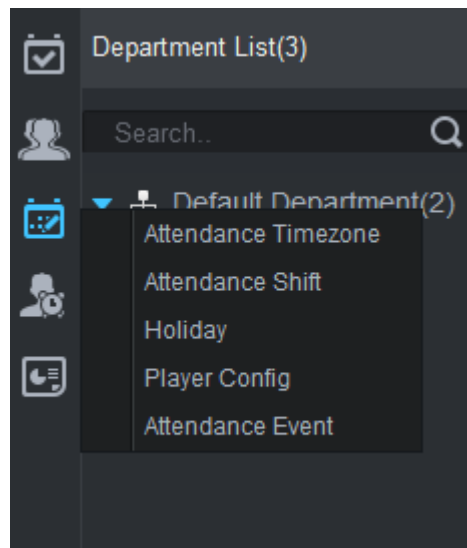 Department List(3)
Search..
Default Department(2)
Attendance Timezone
Attendance Shift
Holiday
Player Config
Attendance Event